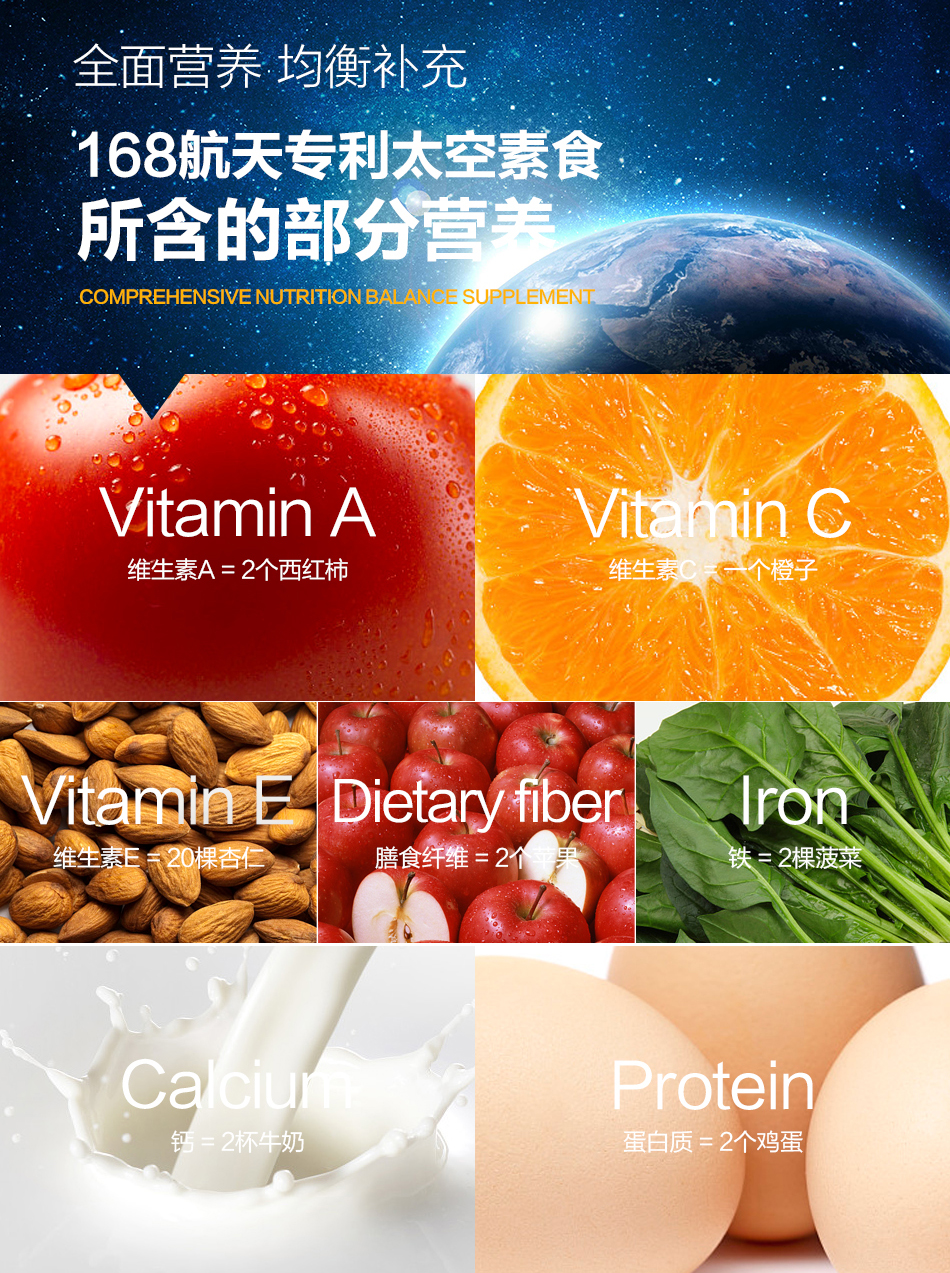 全面营养 均衡补充
168航天专利太空素食
所含的部分营养
COMPREHENSIVE NUTRITION BALANCE SUPPLEMENT
Vitamin A
维生素A = 2个西红柿
Vitamin C
维生素C = 一个橙子
Vitamin E
维生素E = 20棵杏仁
Dietary fiber
膳食纤维 = 2个苹果
Iron
铁 = 2棵菠菜
Calcium
钙 = 2杯牛奶
Protein
蛋白质 = 2个鸡蛋